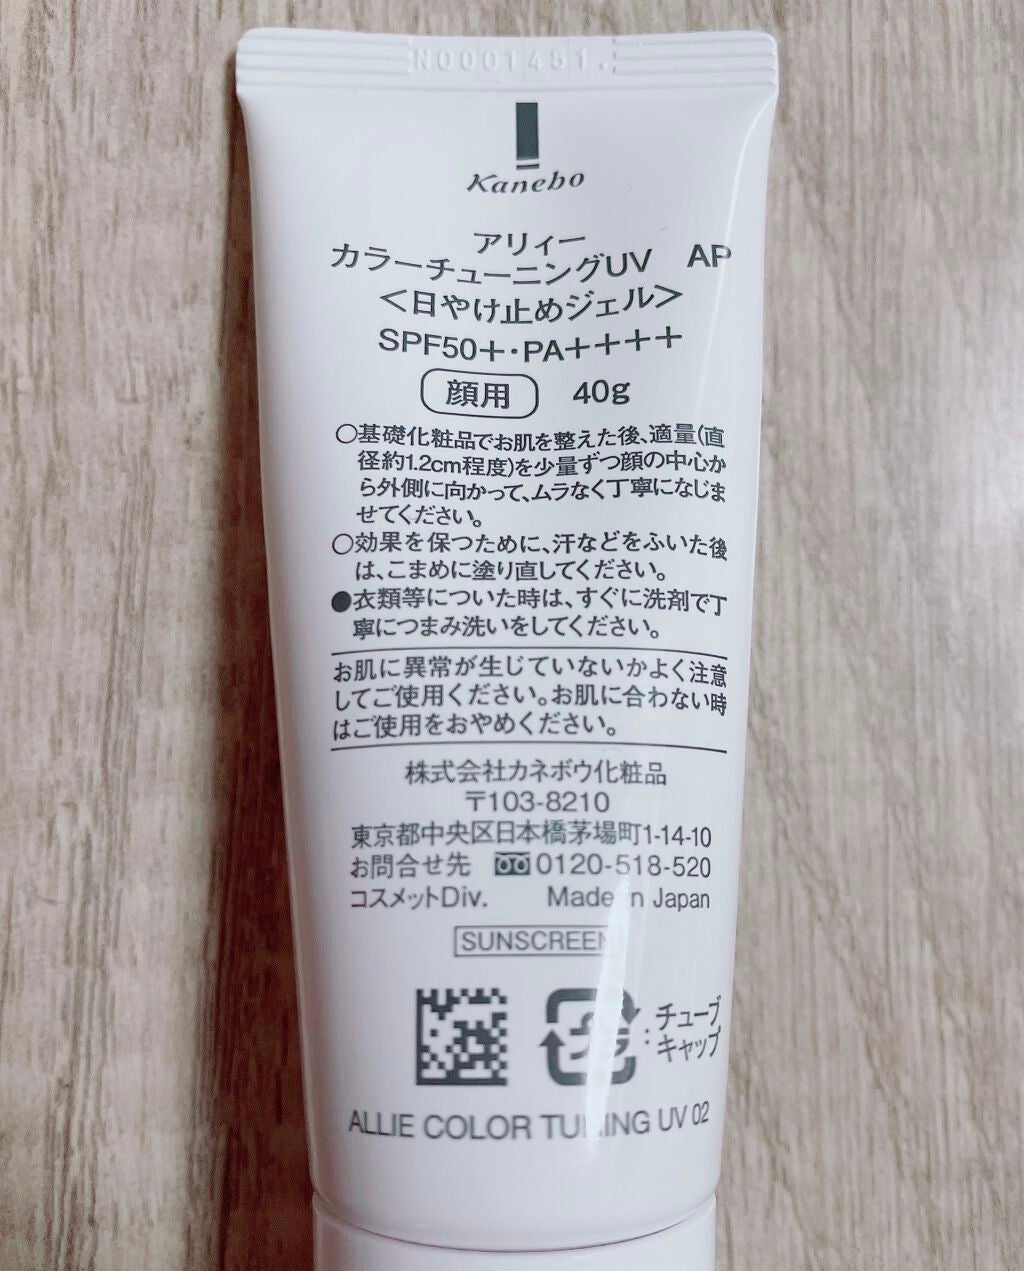 N0001451.
Kanebo
アリィー
カラーチューニングUV AP
＜日やけ止めジェル＞
SPF50+・PA++++
顔用 40g
○基礎化粧品でお肌を整えた後、適量(直
径約1.2cm程度)を少量ずつ顔の中心か
ら外側に向かって、ムラなく丁寧になじま
せてください。
○効果を保つために、汗などをふいた後
は、こまめに塗り直してください。
●衣類等についた時は、すぐに洗剤で丁
寧につまみ洗いをしてください。
お肌に異常が生じていないかよく注意
してご使用ください。お肌に合わない時
はご使用をおやめください。
株式会社カネボウ化粧品
〒103-8210
東京都中央区日本橋茅場町1-14-10
お問合せ先 0120-518-520
コスメットDiv. Made in Japan
SUNSCREEN
プラ
:チューブ
キャップ
ALLIE COLOR TUNING UV 02